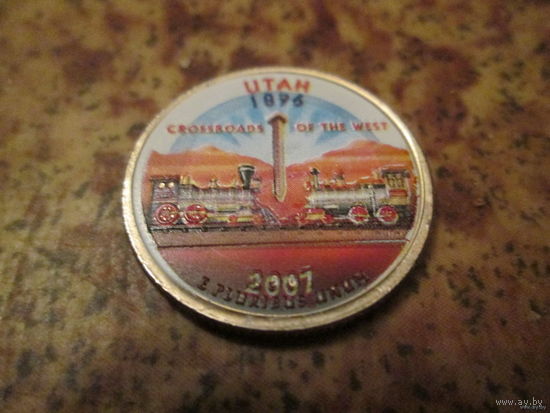 UTAH
1896
CROSSROADS OF THE WEST
2007
E PLURIBUS UNUM
www.ay.by